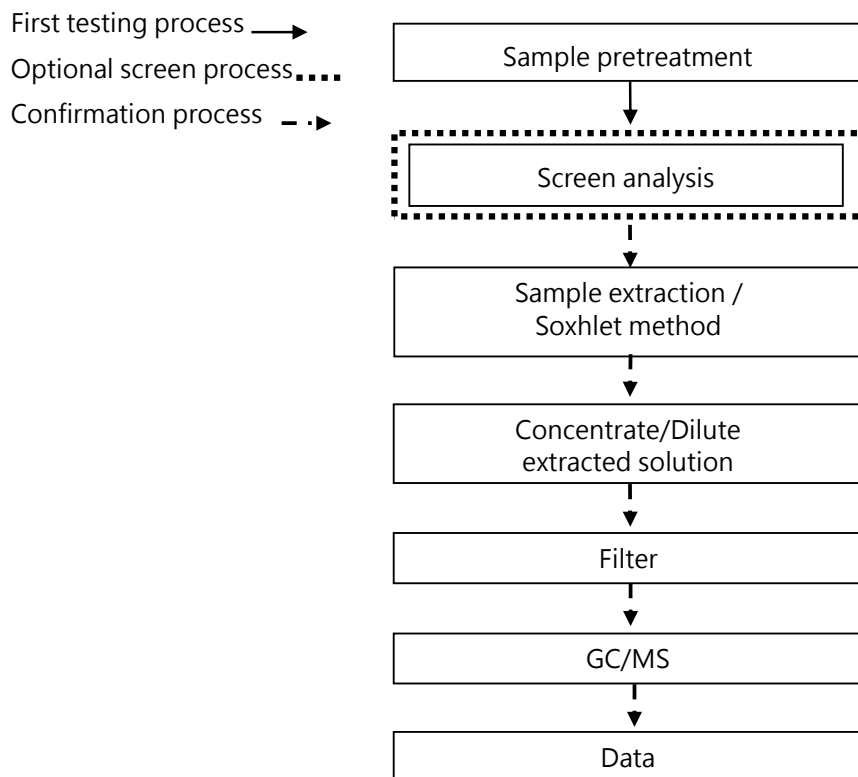 First testing process
Optional screen process
Confirmation process
Sample pretreatment
Screen analysis
Sample extraction /
Soxhlet method
Concentrate/Dilute
extracted solution
Filter
GC/MS
Data